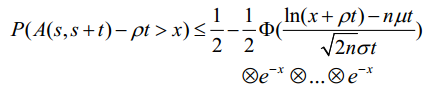 P(A(s,s+t) − ρt > x) ≤ 1/2 − 1/2 Φ( (ln(x + ρt) − nμt) / (√2n σt) )
⊗e^{−x} ⊗...⊗e^{−x}